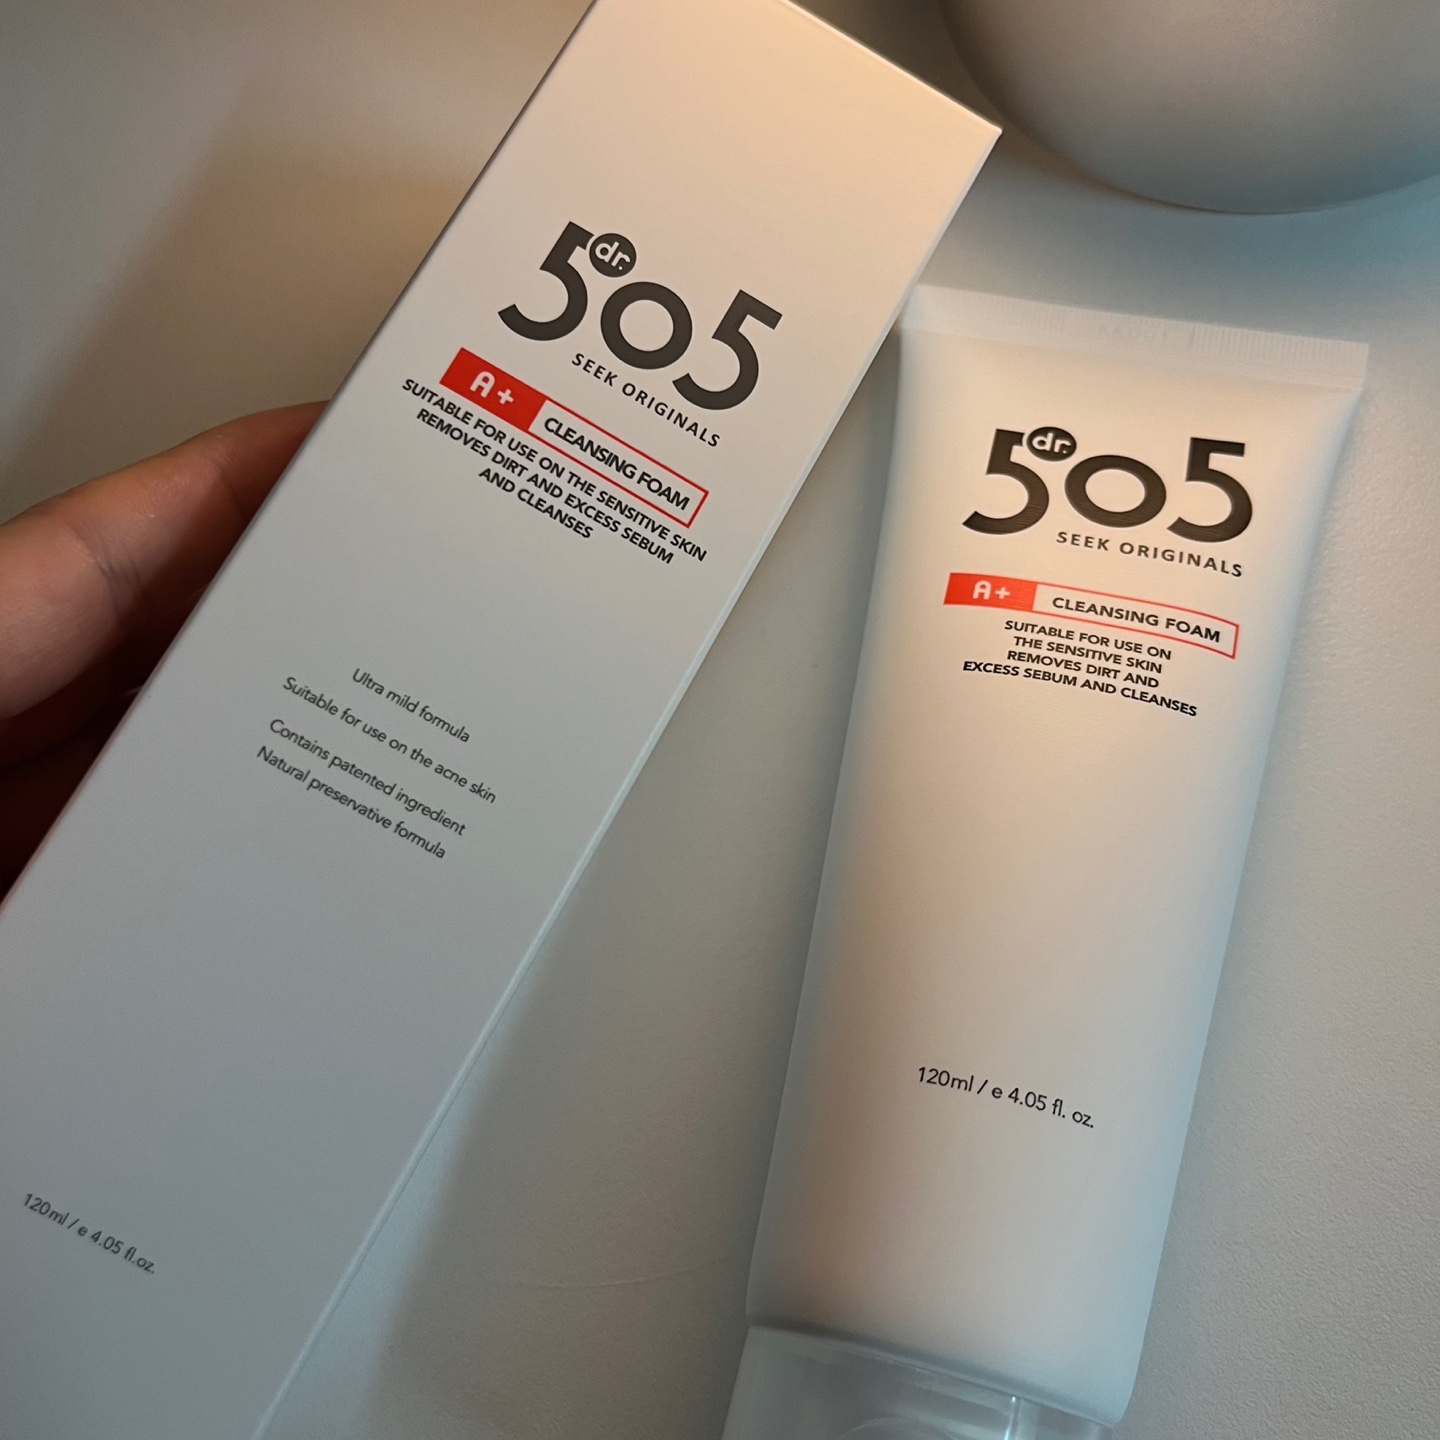 dr.
505
SEEK ORIGINALS
A+ CLEANSING FOAM
SUITABLE FOR USE ON THE SENSITIVE SKIN
REMOVES DIRT AND EXCESS SEBUM
AND CLEANSES
Ultra mild formula
Suitable for use on the acne skin
Contains patented ingredient
Natural preservative formula
120ml / e 4.05 fl.oz.
dr.
505
SEEK ORIGINALS
A+ CLEANSING FOAM
SUITABLE FOR USE ON
THE SENSITIVE SKIN
REMOVES DIRT AND
EXCESS SEBUM AND CLEANSES
120ml / e 4.05 fl. oz.